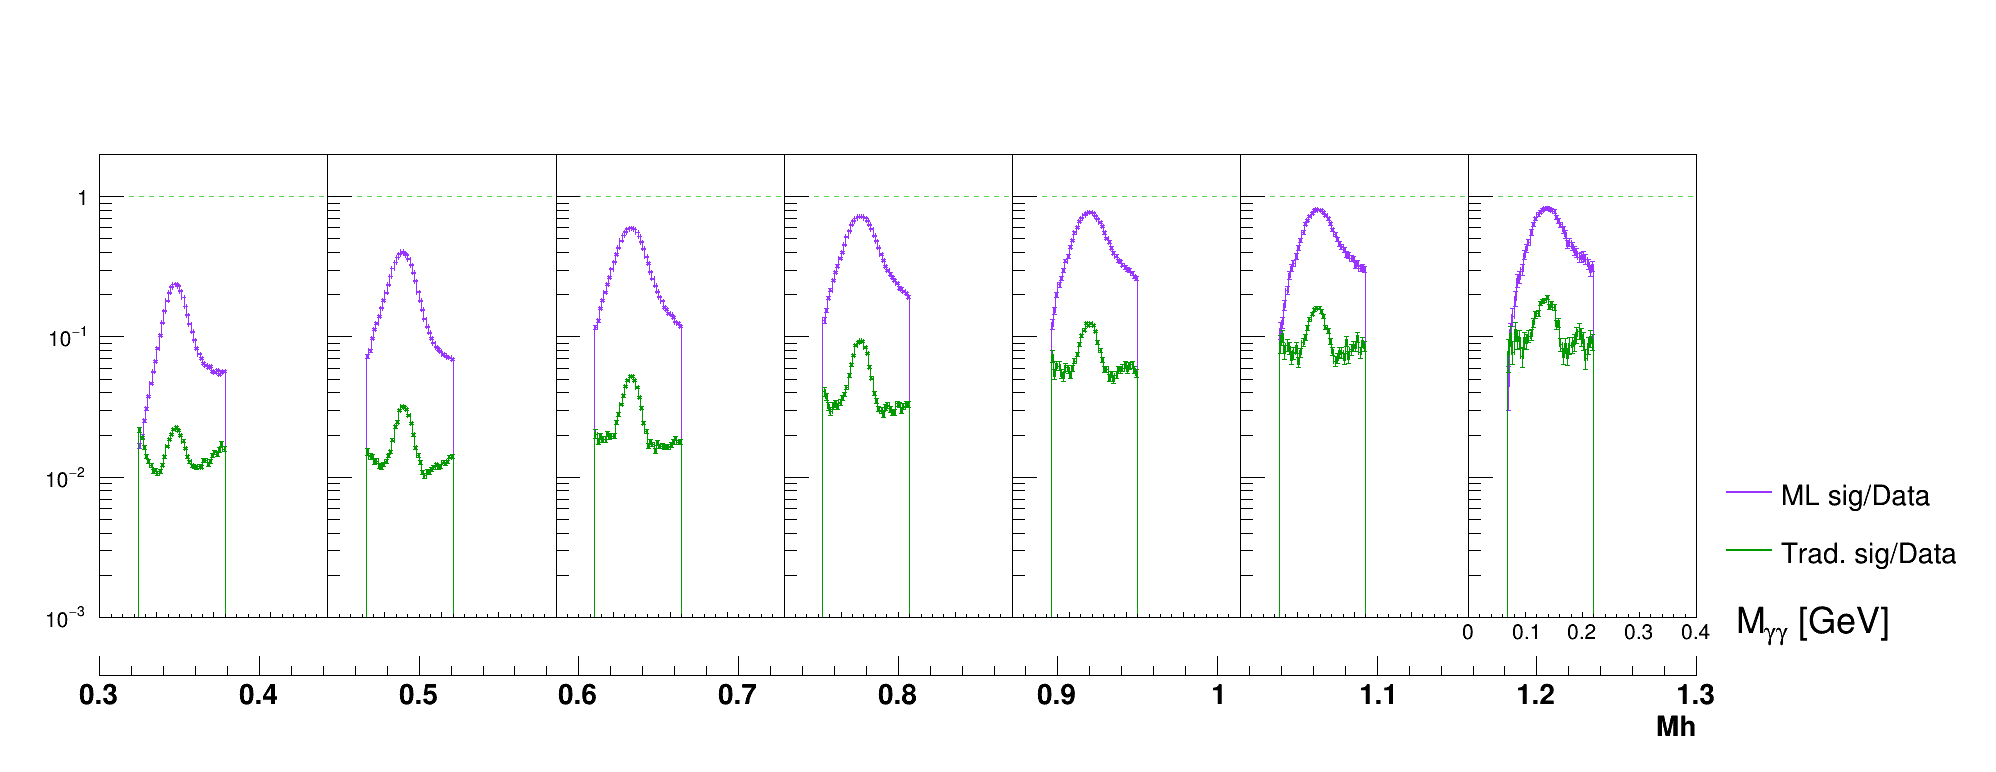 1
10⁻¹
10⁻²
10⁻³
ML sig/Data
Trad. sig/Data
0 0.1 0.2 0.3 0.4
Mγγ [GeV]
0.3 0.4 0.5 0.6 0.7 0.8 0.9 1 1.1 1.2 1.3
Mh